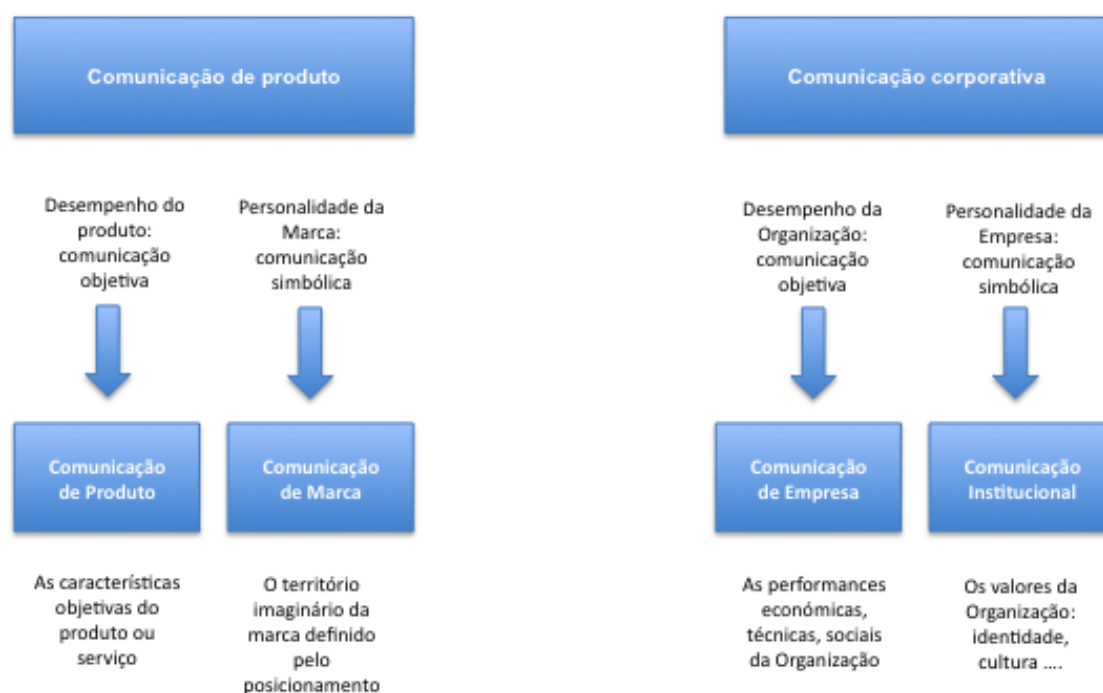 Comunicação de produto
Comunicação corporativa
Desempenho do
produto:
comunicação
objetiva
Personalidade da
Marca:
comunicação
simbólica
Desempenho da
Organização:
comunicação
objetiva
Personalidade da
Empresa:
comunicação
simbólica
Comunicação
de Produto
Comunicação
de Marca
Comunicação
de Empresa
Comunicação
Institucional
As características
objetivas do
produto ou
serviço
O território
imaginário da
marca definido
pelo
posicionamento
As performances
económicas,
técnicas, sociais
da Organização
Os valores da
Organização:
identidade,
cultura ....